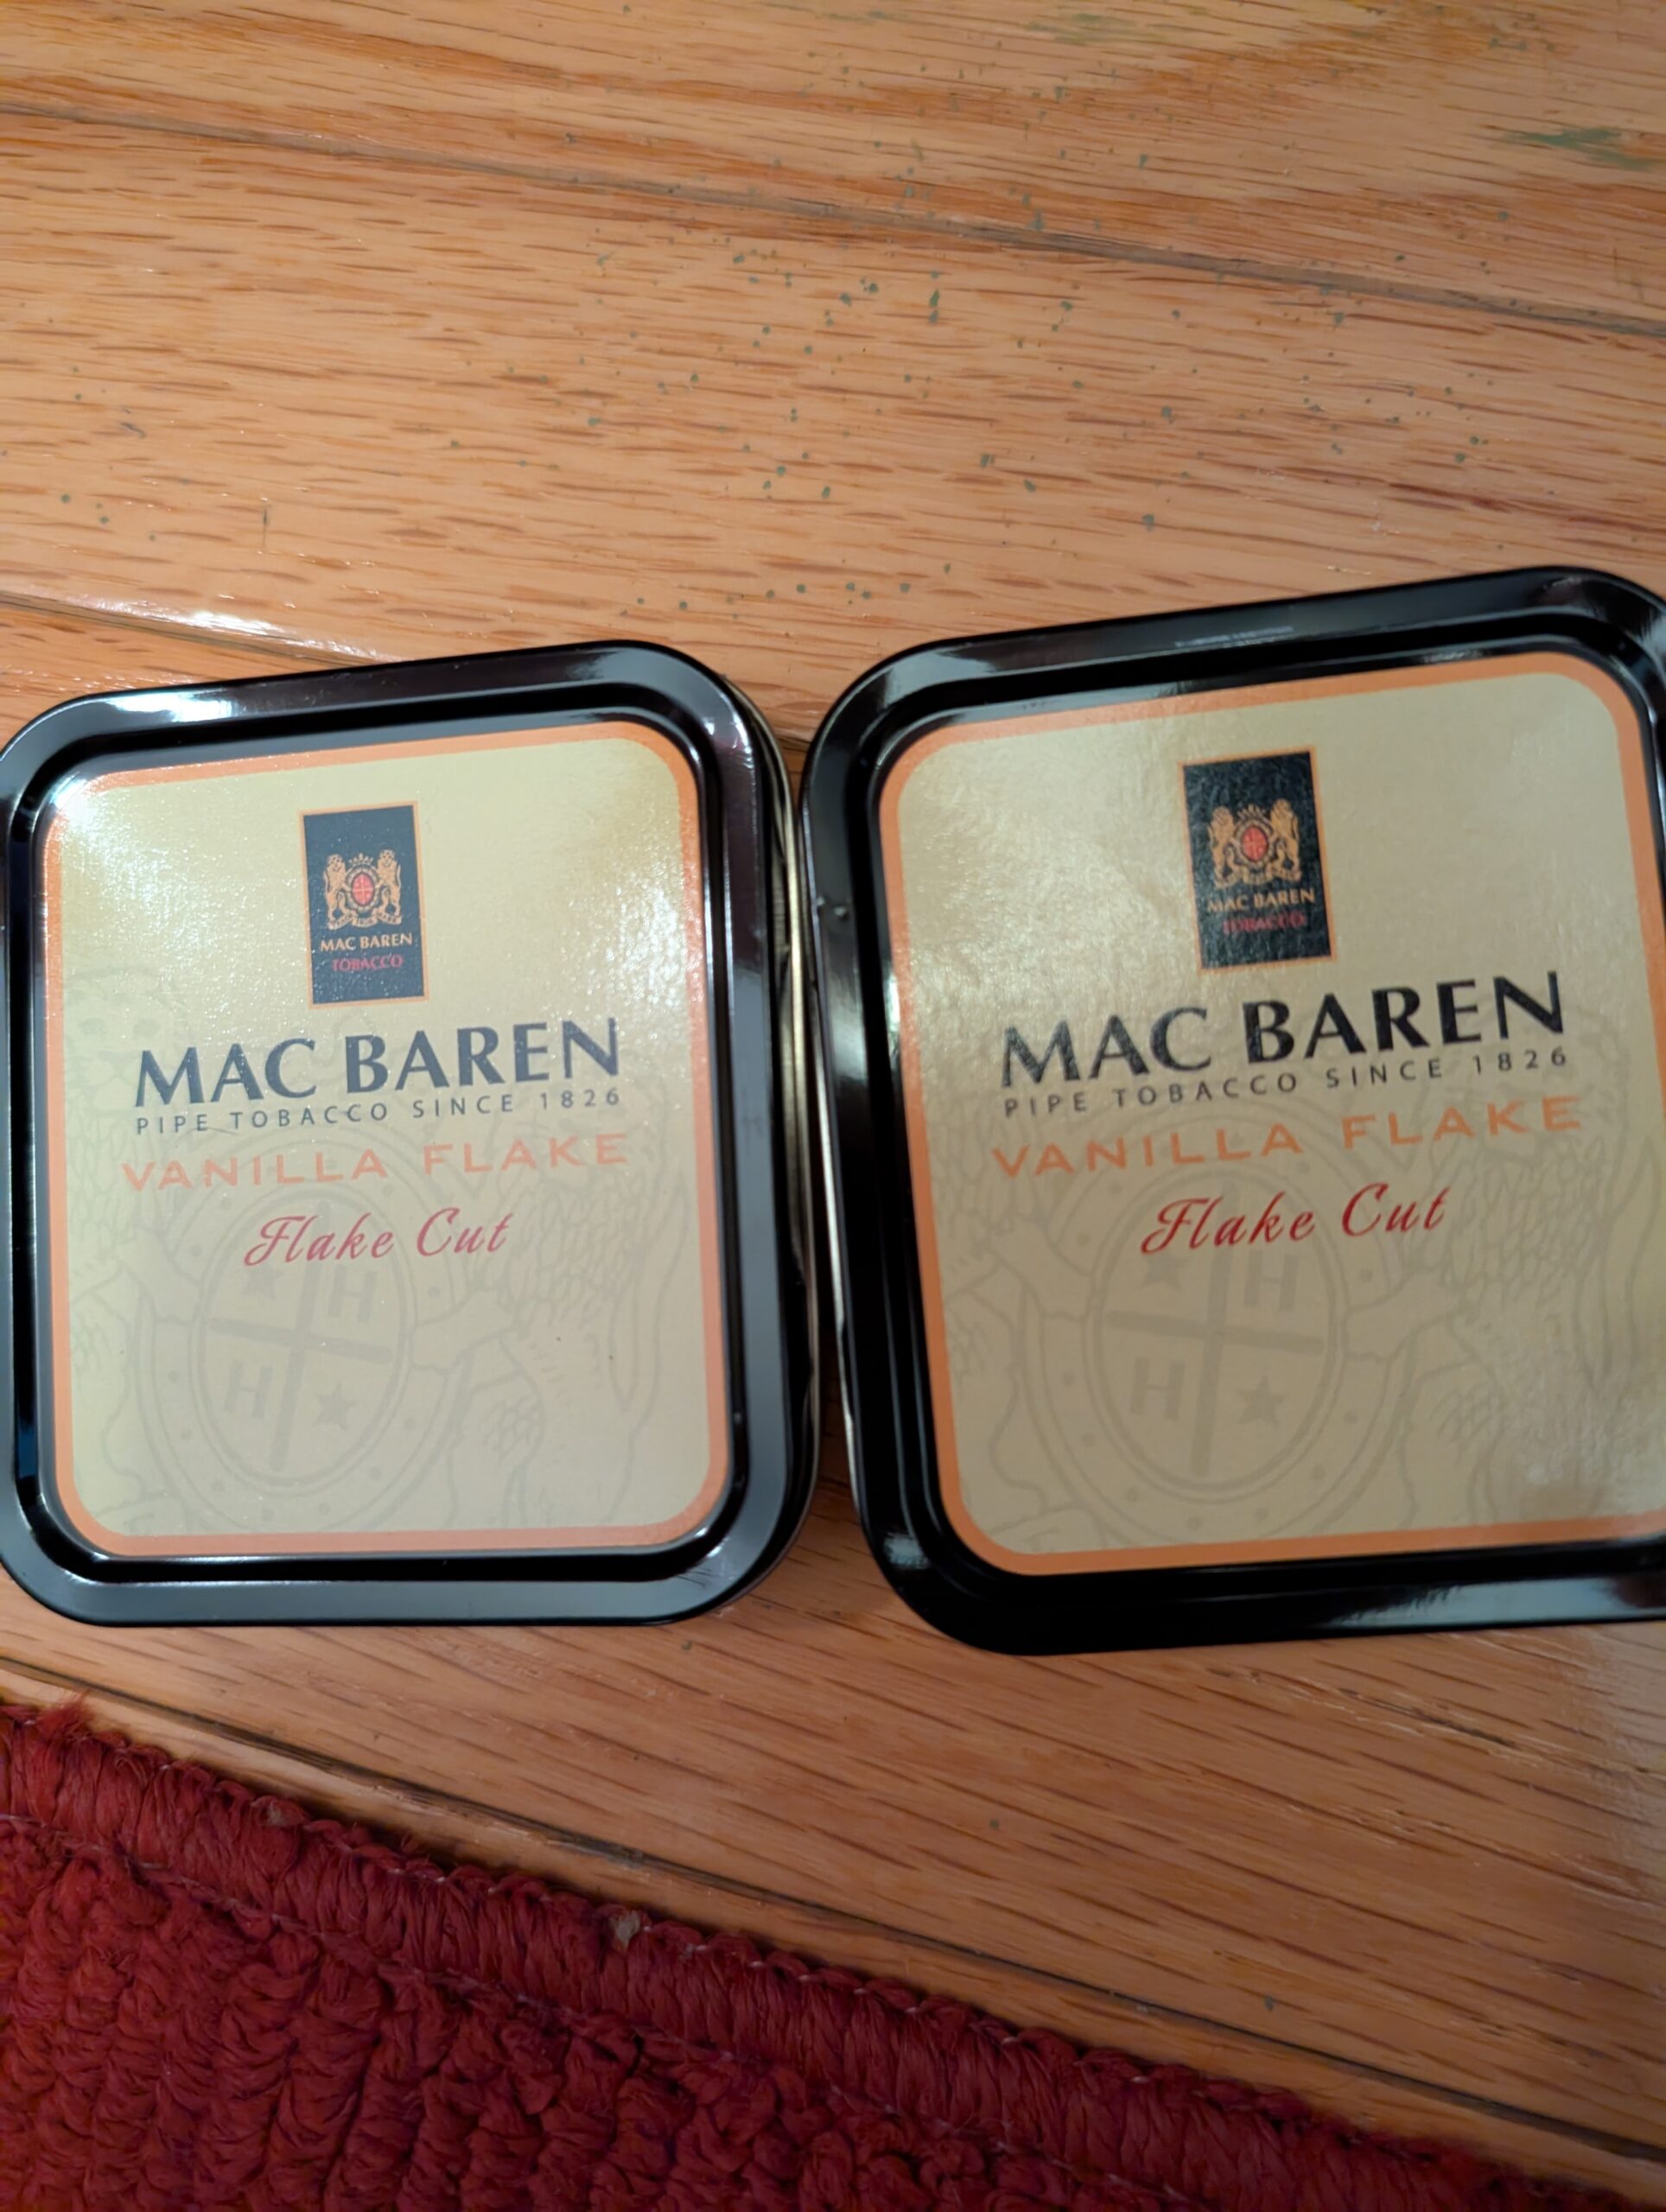 MAC BAREN
TOBACCO
MAC BAREN
PIPE TOBACCO SINCE 1826
VANILLA FLAKE
Flake Cut
H
H
MAC BAREN
TOBACCO
MAC BAREN
PIPE TOBACCO SINCE 1826
VANILLA FLAKE
Flake Cut
H
H